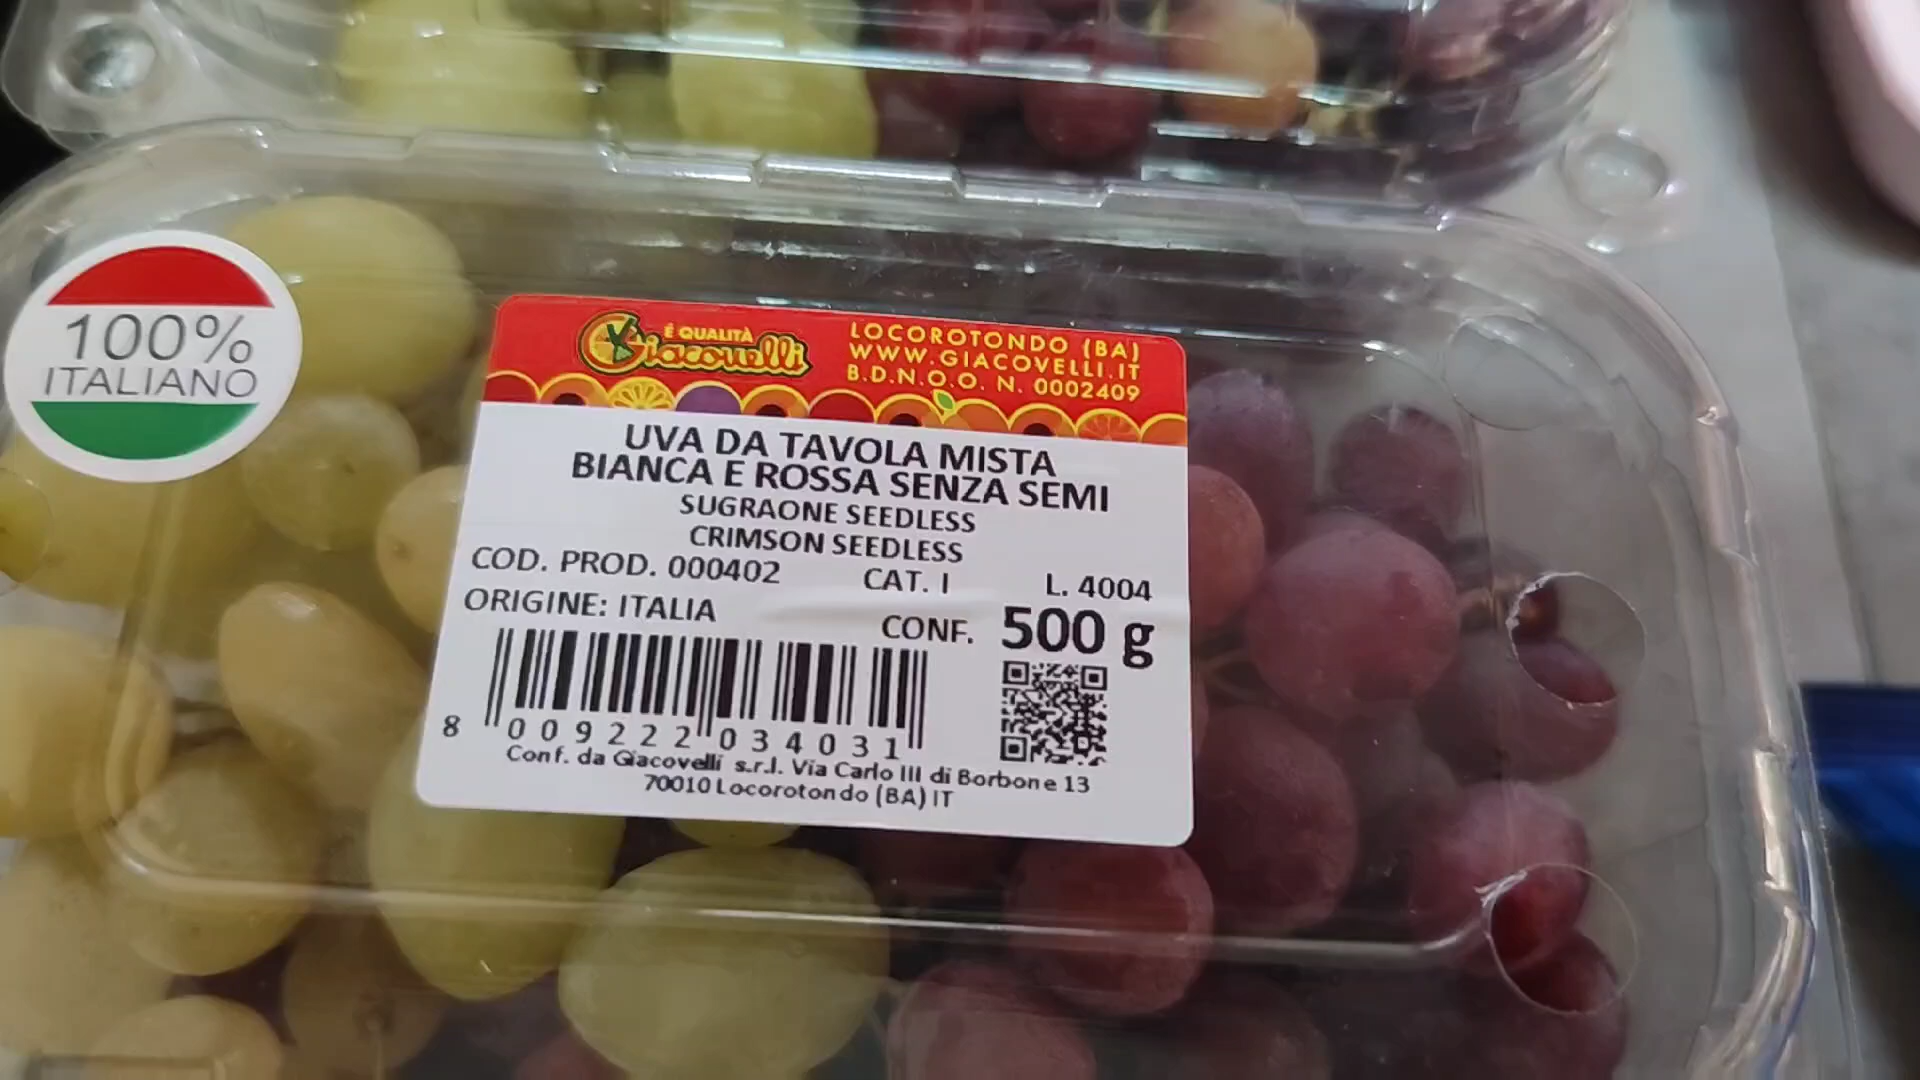 100%
ITALIANO
È QUALITÀ
Giacovelli
LOCOROTONDO (BA)
WWW.GIACOVELLI.IT
B.D.N.O.O. N. 0002409
UVA DA TAVOLA MISTA
BIANCA E ROSSA SENZA SEMI
SUGRAONE SEEDLESS
CRIMSON SEEDLESS
COD. PROD. 000402 CAT. I L. 4004
ORIGINE: ITALIA CONF. 500 g
8 009222 034031
Conf. da Giacovelli s.r.l. Via Carlo III di Borbone 13
70010 Locorotondo (BA) IT